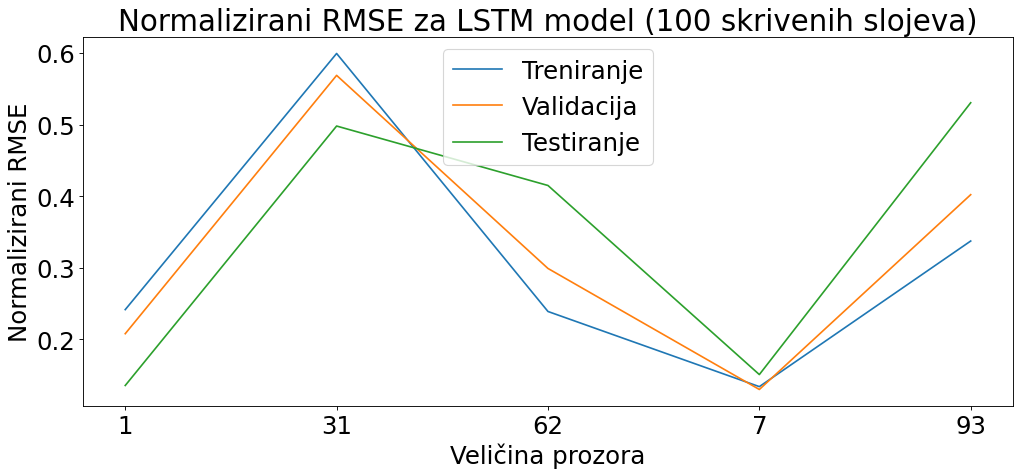 Normalizirani RMSE za LSTM model (100 skrivenih slojeva)
Normalizirani RMSE
0.6
0.5
0.4
0.3
0.2
Treniranje
Validacija
Testiranje
1 31 62 7 93
Veličina prozora